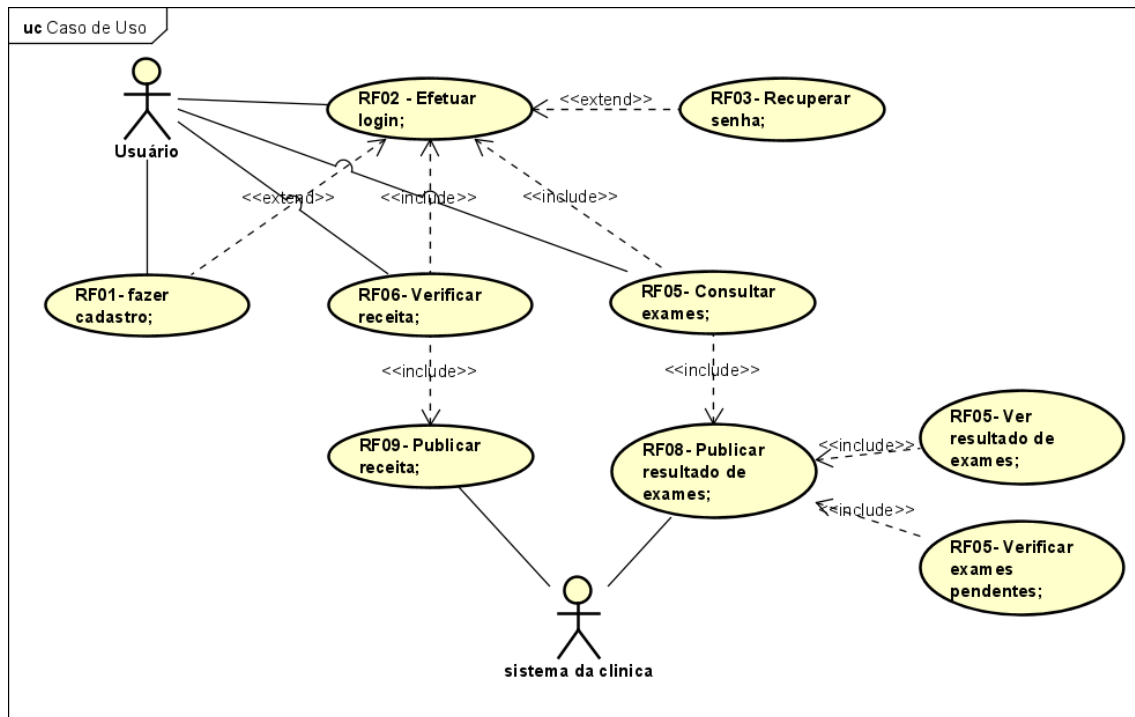 uc Caso de Uso
RF02 - Efetuar
login;
<<extend>>
RF03- Recuperar
senha;
Usuário
<<extend>>
<<include>>
<<include>>
RF01- fazer
cadastro;
RF06- Verificar
receita;
RF05- Consultar
exames;
<<include>>
<<include>>
RF09- Publicar
receita;
RF08- Publicar
resultado de
exames;
<<include>>
RF05- Ver
resultado de
exames;
<<include>>
RF05- Verificar
exames
pendentes;
sistema da clinica